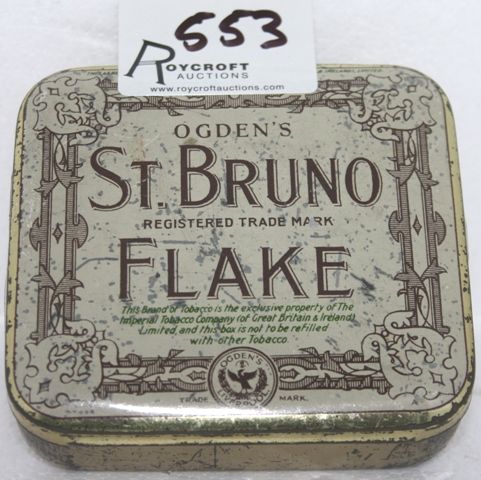 553
ROYCROFT
AUCTIONS
www.roycroftauctions.com
OGDEN'S
ST. BRUNO
REGISTERED TRADE MARK
FLAKE
This Brand of Tobacco is the exclusive property of The
Imperial Tobacco Company (of Great Britain & Ireland)
Limited, and this box is not to be refilled
with other Tobacco.
OGDEN'S
TRADE MARK.
LIVERPOOL